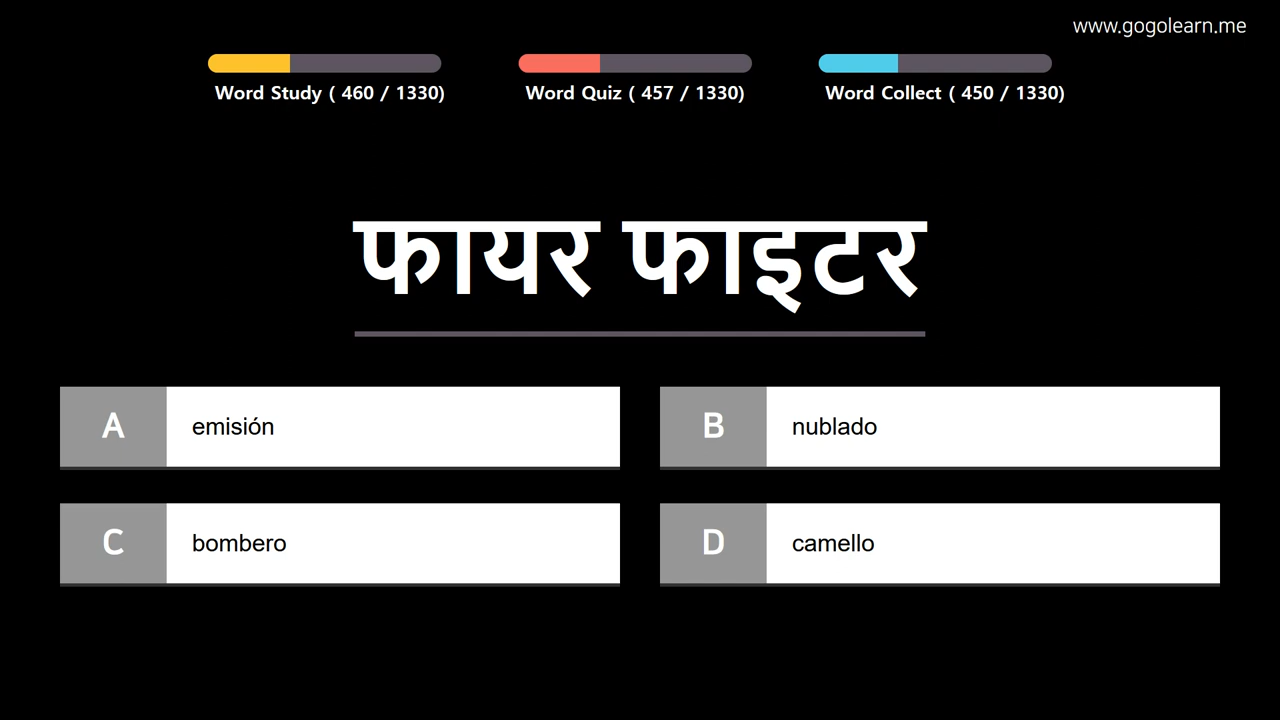 www.gogolearn.me
Word Study ( 460 / 1330)
Word Quiz ( 457 / 1330)
Word Collect ( 450 / 1330)
फायर फाइटर
A
emisión
B
nublado
C
bombero
D
camello